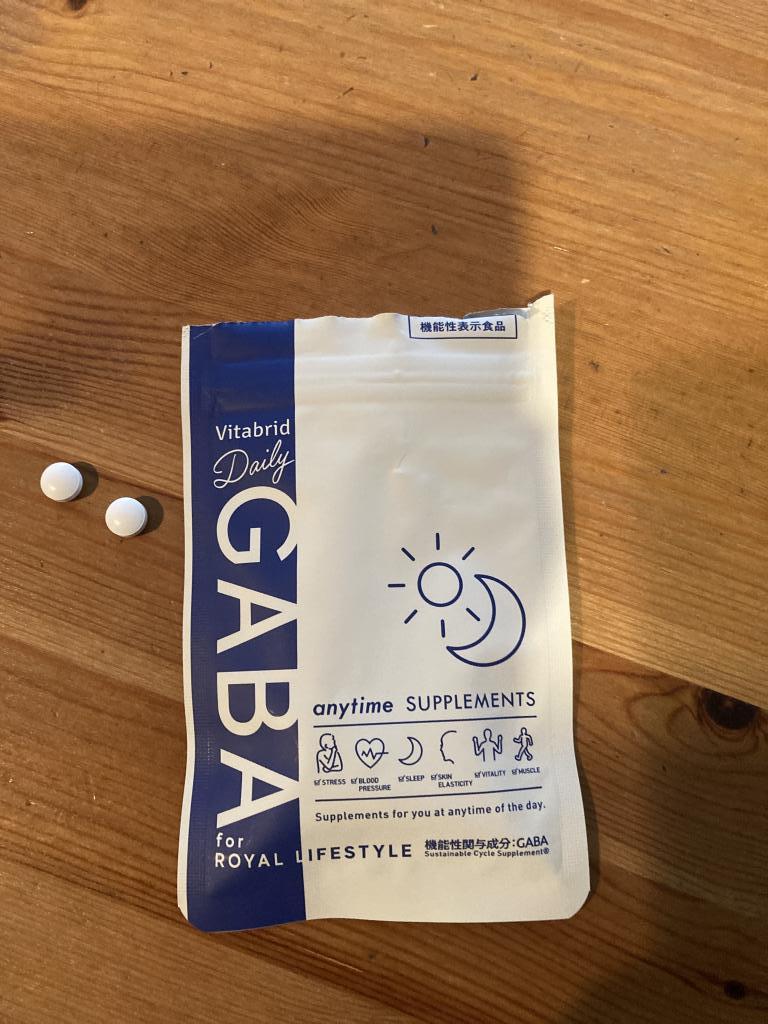 機能性表示食品
Vitabrid
Daily
GABA
for
ROYAL LIFESTYLE
anytime SUPPLEMENTS
STRESS
BLOOD PRESSURE
SLEEP
SKIN ELASTICITY
VITALITY
MUSCLE
Supplements for you at anytime of the day.
機能性関与成分:GABA
Sustainable Cycle Supplement®